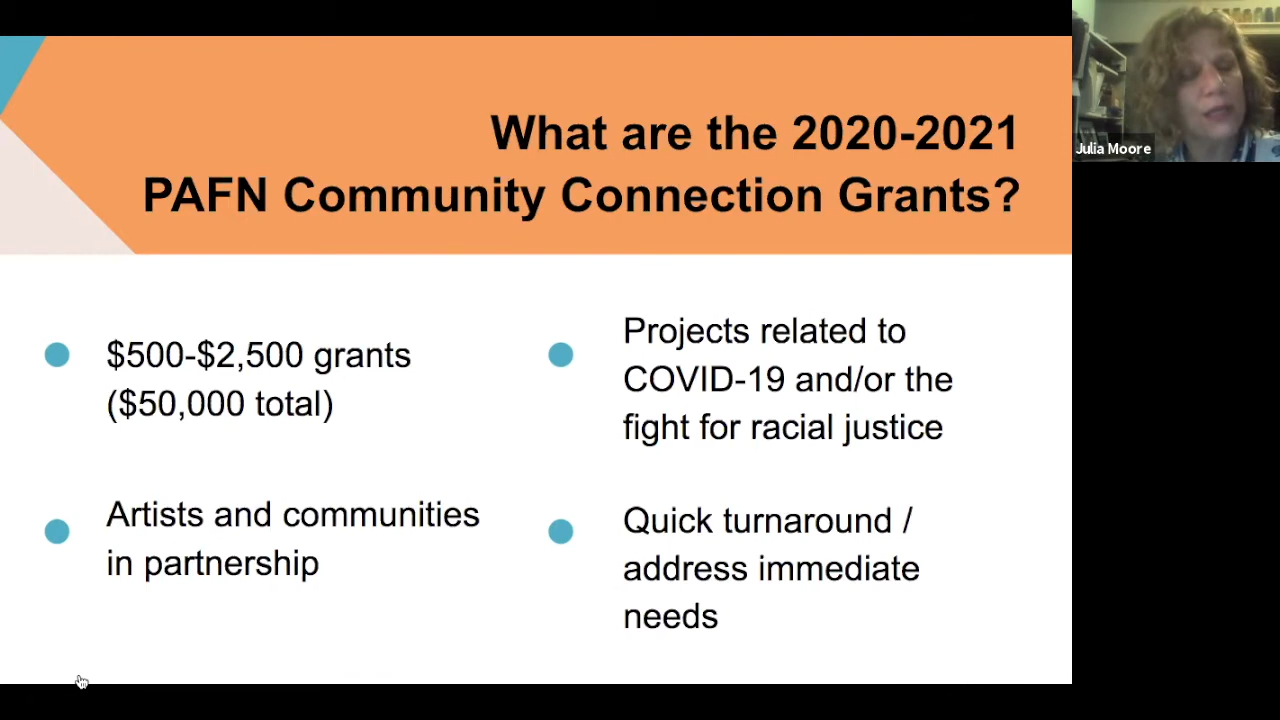 What are the 2020-2021
PAFN Community Connection Grants?
$500-$2,500 grants
($50,000 total)
Artists and communities
in partnership
Projects related to
COVID-19 and/or the
fight for racial justice
Quick turnaround /
address immediate
needs
Julia Moore